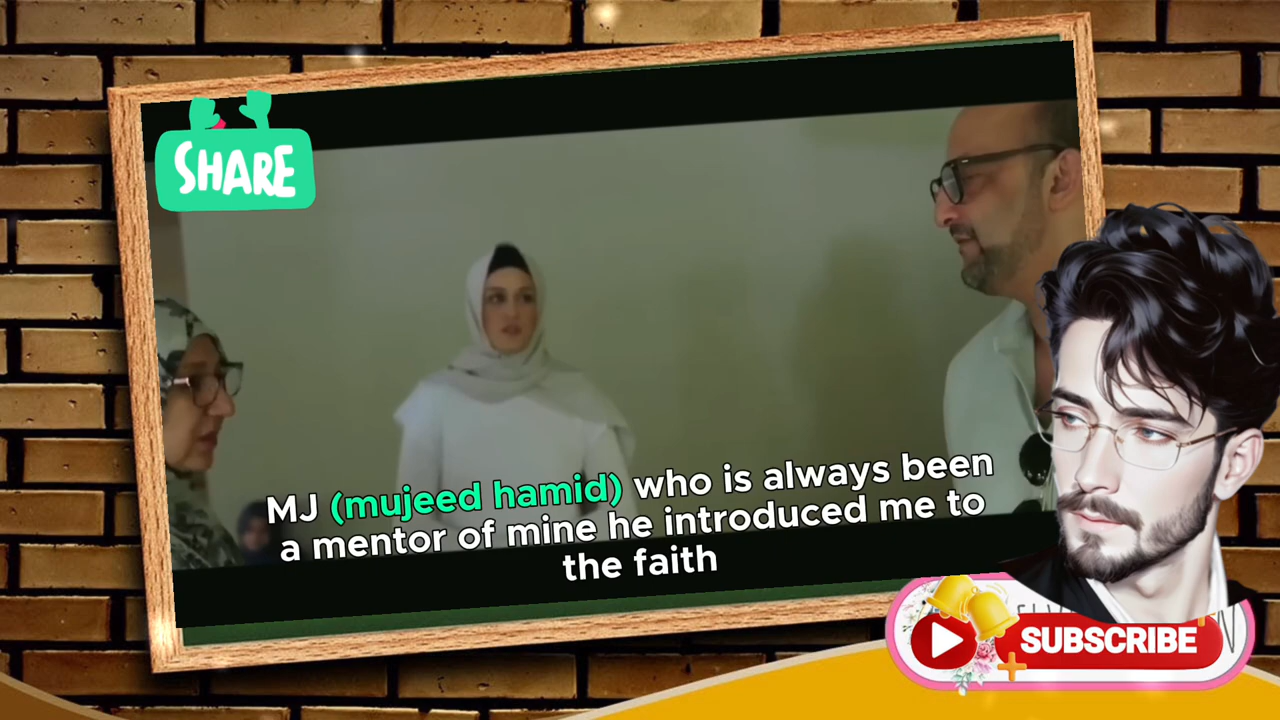 SHARE
MJ (mujeed hamid) who is always been
a mentor of mine he introduced me to
the faith
SUBSCRIBE